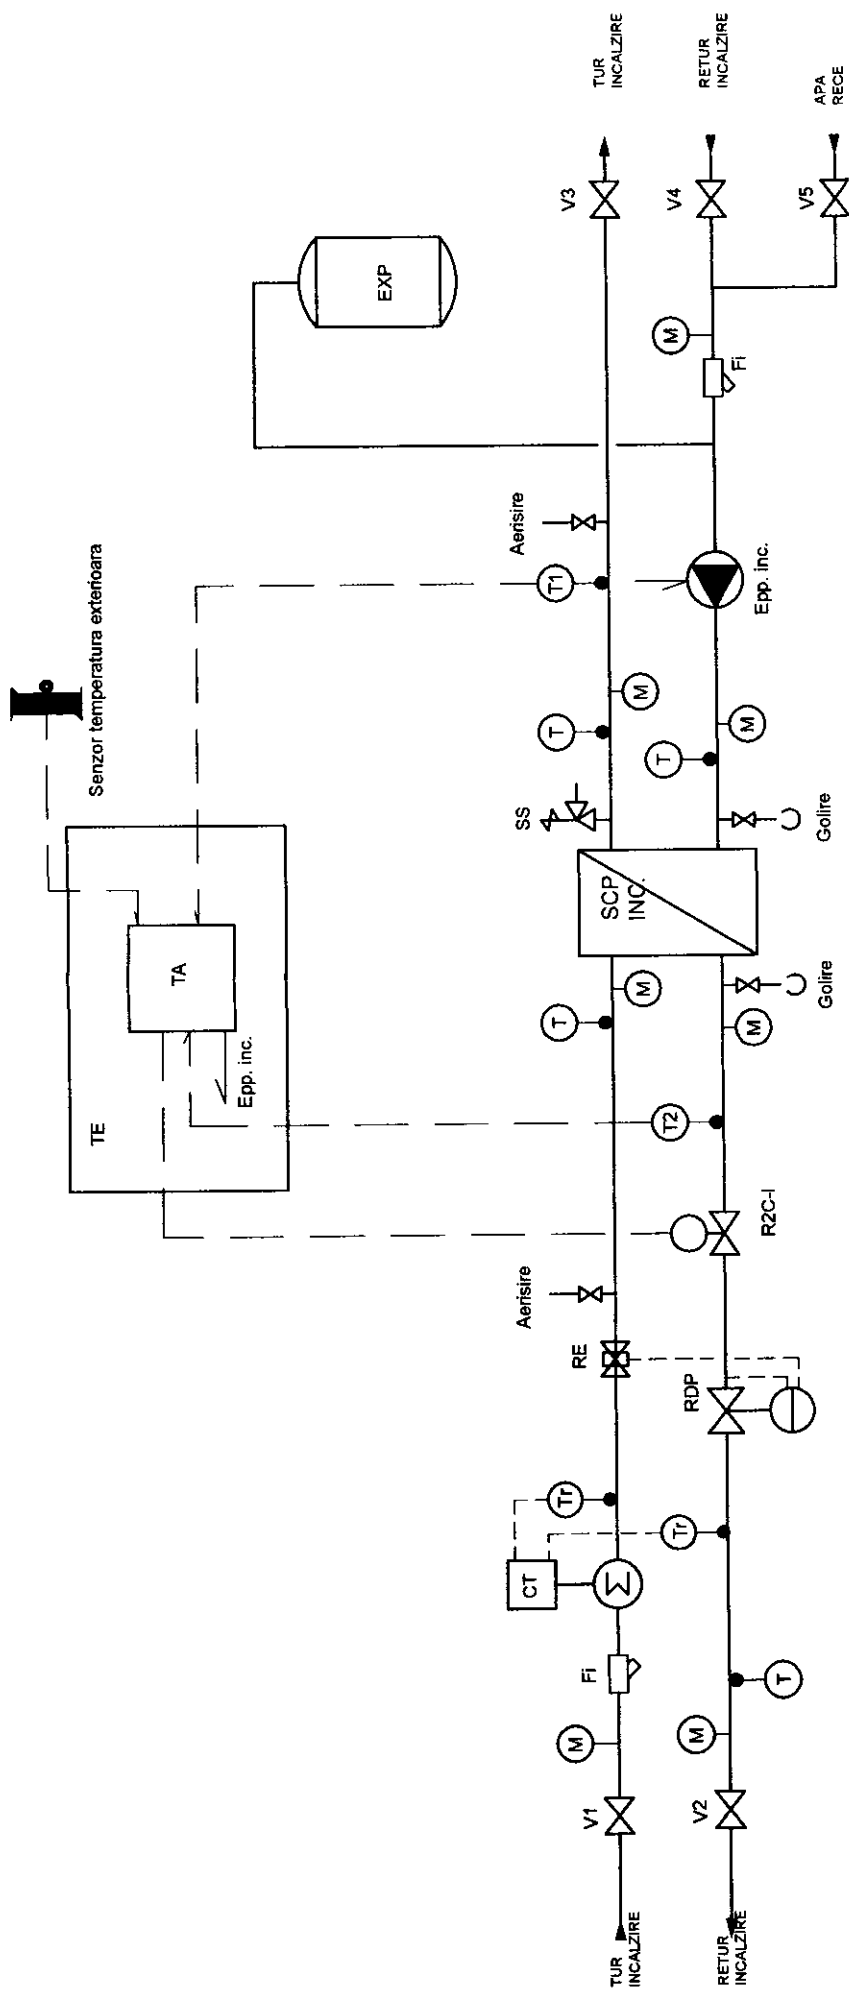 Senzor temperatura exterioara
TE
TA
Epp. inc.
EXP
CT
Tr
RE
Aerisire
T
M
SS
T
M
T1
Aerisire
V3
TUR
INCALZIRE
TUR
INCALZIRE
V1
M
Fi
Σ
SCP
INC.
RETUR
INCALZIRE
V2
M
T
Tr
RDP
R2C-I
T2
M
Golire
Golire
T
M
Epp. inc.
Fi
M
V4
RETUR
INCALZIRE
V5
APA
RECE